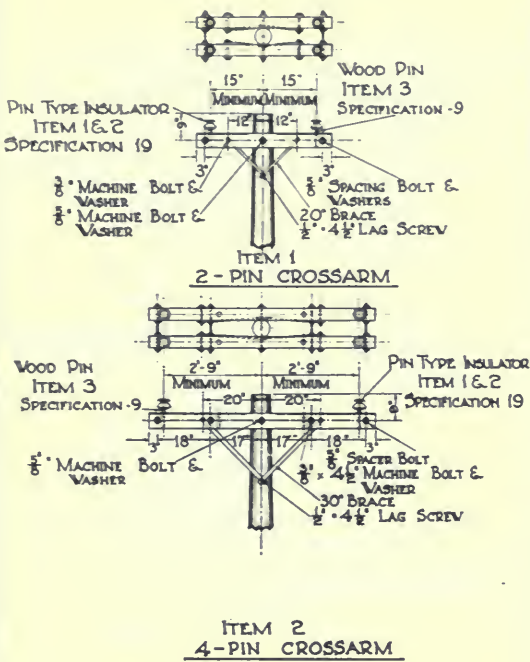 15" 15"
MINIMUM MINIMUM
WOOD PIN
ITEM 3
SPECIFICATION -9
PIN TYPE INSULATOR
ITEM 1 & 2
SPECIFICATION 19
12" 12"
3" 3"
3/8" MACHINE BOLT &
WASHER
5/8" MACHINE BOLT &
WASHER
5/8" SPACING BOLT &
WASHERS
20" BRACE
1/2" · 4 1/2" LAG SCREW
ITEM 1
2-PIN CROSSARM
2'-9" 2'-9"
MINIMUM MINIMUM
WOOD PIN
ITEM 3
SPECIFICATION -9
PIN TYPE INSULATOR
ITEM 1 & 2
SPECIFICATION 19
20" 20"
3" 18" 17" 17" 18" 3"
5/8" MACHINE BOLT &
WASHER
5/8" SPACER BOLT
3/8" x 4 1/2" MACHINE BOLT &
WASHER
30" BRACE
1/2" · 4 1/2" LAG SCREW
ITEM 2
4-PIN CROSSARM